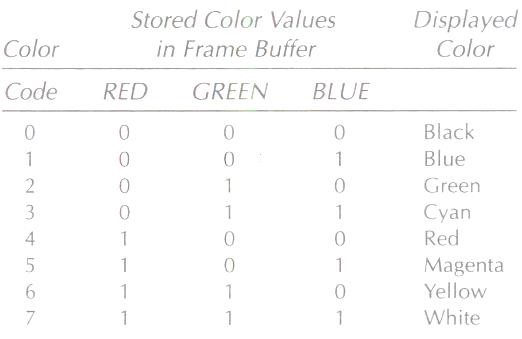 Stored Color Values Displayed
Color in Frame Buffer Color
Code RED GREEN BLUE
0 0 0 0 Black
1 0 0 1 Blue
2 0 1 0 Green
3 0 1 1 Cyan
4 1 0 0 Red
5 1 0 1 Magenta
6 1 1 0 Yellow
7 1 1 1 White